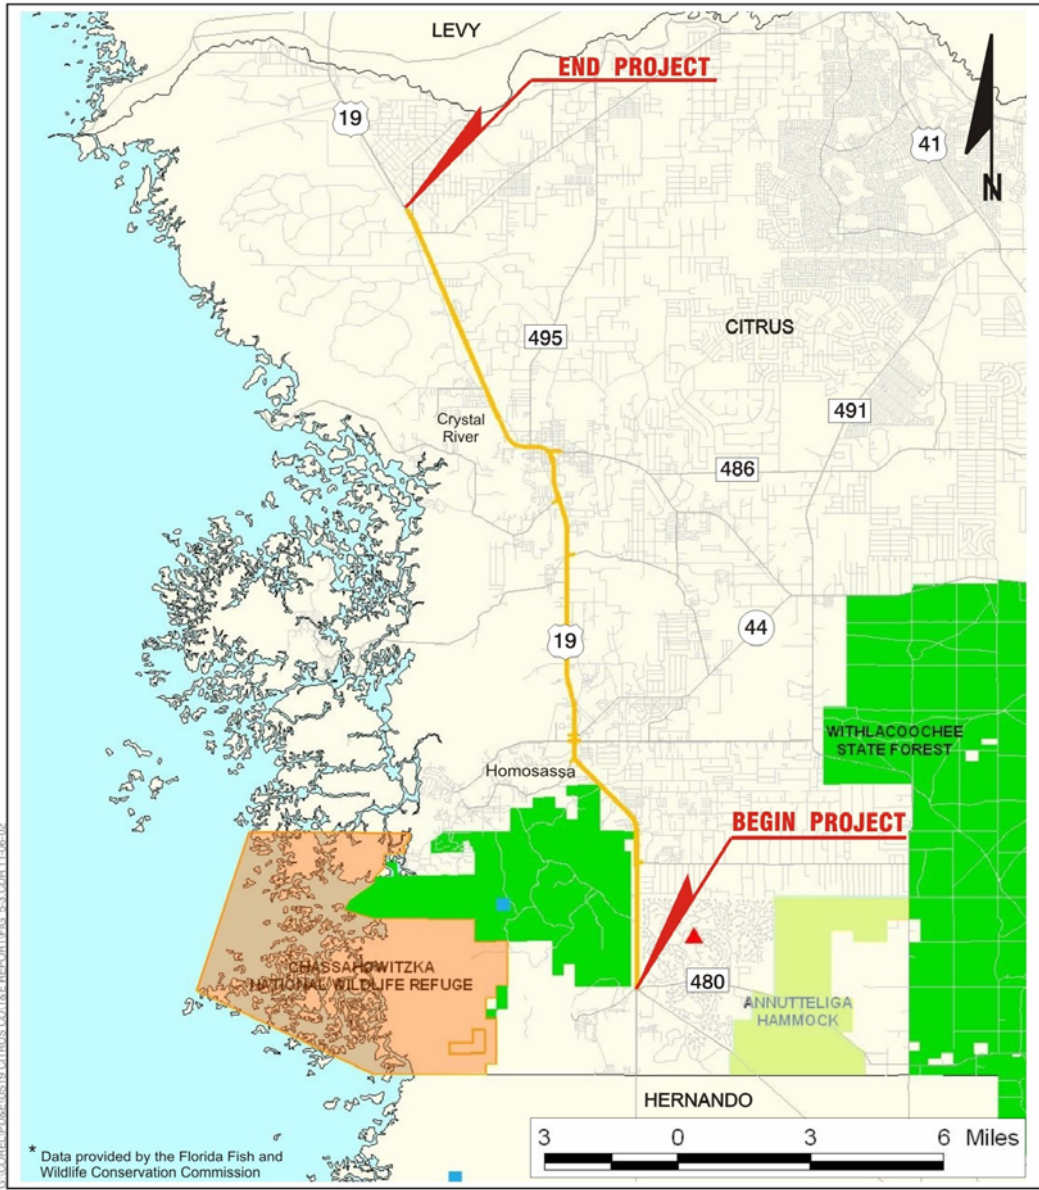 LEVY
END PROJECT
19
41
N
CITRUS
495
491
Crystal
River
486
44
19
WITHLACOOCHEE
STATE FOREST
Homosassa
BEGIN PROJECT
CHASSAHOWITZKA
NATIONAL WILDLIFE REFUGE
480
ANNUTTELIGA
HAMMOCK
HERNANDO
3 0 3 6 Miles
* Data provided by the Florida Fish and
Wildlife Conservation Commission